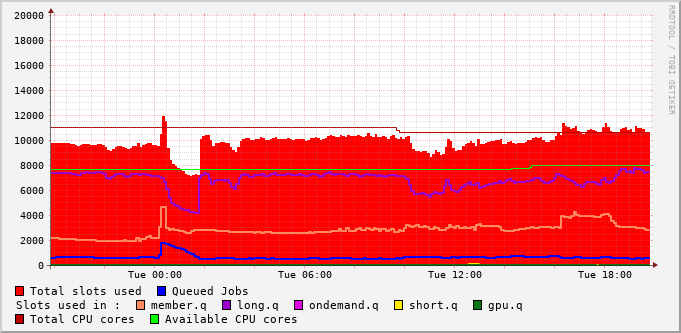 20000
18000
16000
14000
12000
10000
8000
6000
4000
2000
0
Tue 00:00 Tue 06:00 Tue 12:00 Tue 18:00
Total slots used Queued Jobs
Slots used in : member.q long.q ondemand.q short.q gpu.q
Total CPU cores Available CPU cores
RRDTOOL / TOBI OETIKER